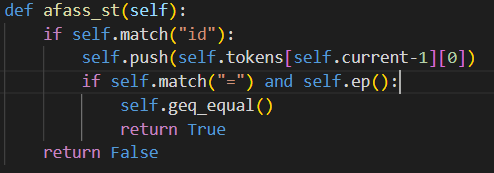 def afass_st(self):
    if self.match("id"):
        self.push(self.tokens[self.current-1][0])
        if self.match("=") and self.ep():
            self.geq_equal()
            return True
    return False